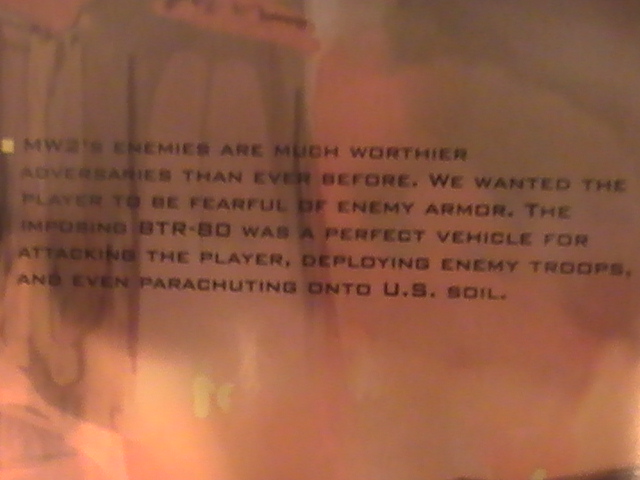 MW2'S ENEMIES ARE MUCH WORTHIER
ADVERSARIES THAN EVER BEFORE. WE WANTED THE
PLAYER TO BE FEARFUL OF ENEMY ARMOR. THE
IMPOSING BTR-80 WAS A PERFECT VEHICLE FOR
ATTACKING THE PLAYER, DEPLOYING ENEMY TROOPS,
AND EVEN PARACHUTING ONTO U.S. SOIL.